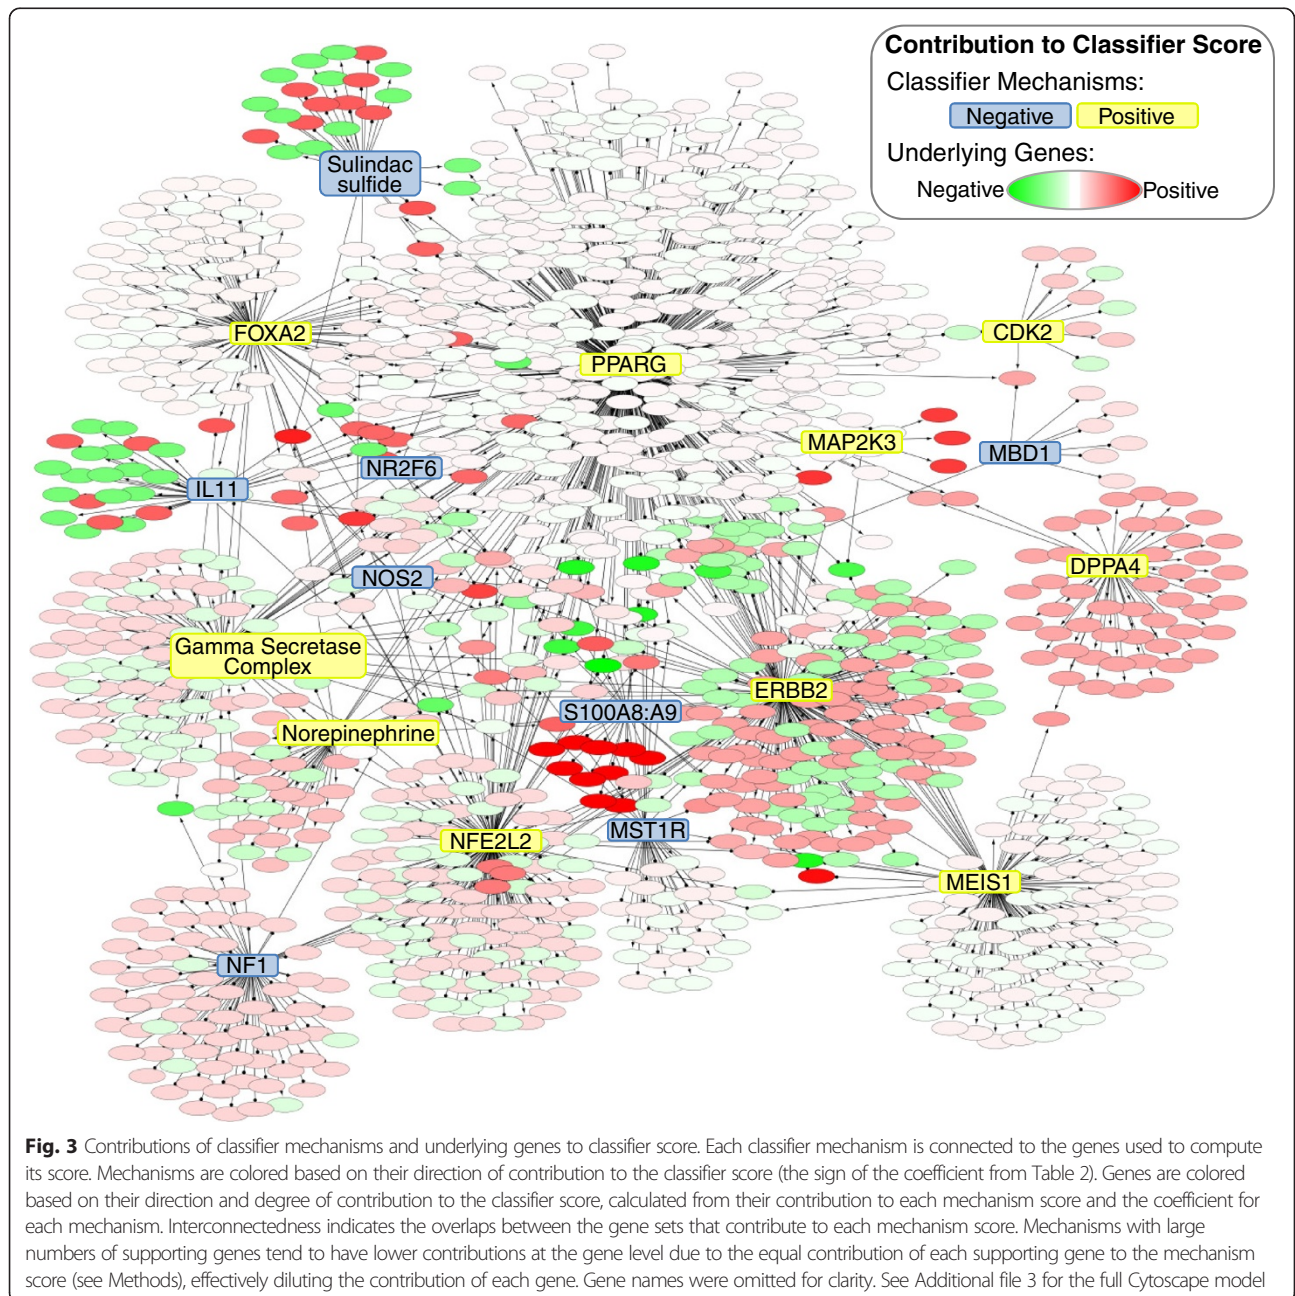 Contribution to Classifier Score
Classifier Mechanisms:
Negative Positive
Underlying Genes:
Negative Positive
Sulindac
sulfide
FOXA2
PPARG
CDK2
MAP2K3
MBD1
NR2F6
IL11
NOS2
DPPA4
Gamma Secretase
Complex
ERBB2
S100A8:A9
Norepinephrine
MST1R
NFE2L2
MEIS1
NF1
Fig. 3 Contributions of classifier mechanisms and underlying genes to classifier score. Each classifier mechanism is connected to the genes used to compute
its score. Mechanisms are colored based on their direction of contribution to the classifier score (the sign of the coefficient from Table 2). Genes are colored
based on their direction and degree of contribution to the classifier score, calculated from their contribution to each mechanism score and the coefficient for
each mechanism. Interconnectedness indicates the overlaps between the gene sets that contribute to each mechanism score. Mechanisms with large
numbers of supporting genes tend to have lower contributions at the gene level due to the equal contribution of each supporting gene to the mechanism
score (see Methods), effectively diluting the contribution of each gene. Gene names were omitted for clarity. See Additional file 3 for the full Cytoscape model